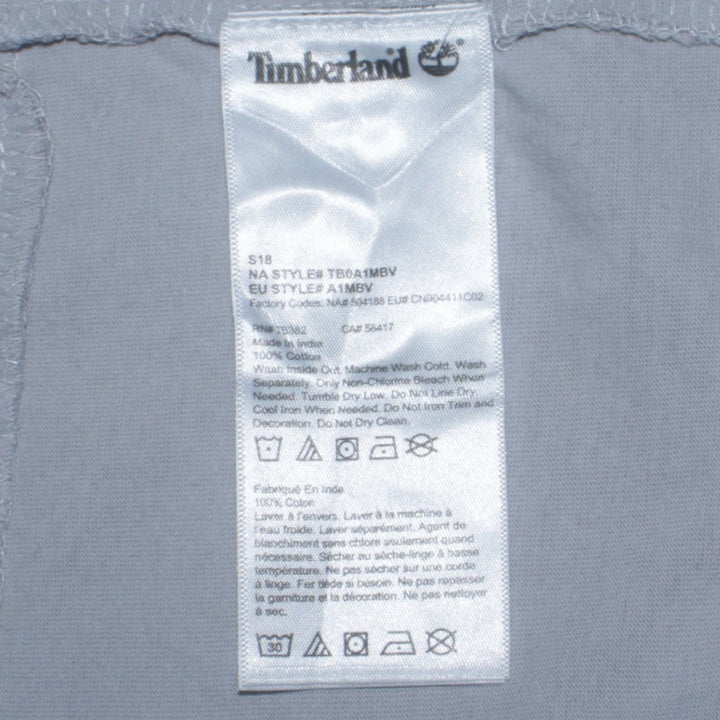 Timberland
S18
NA STYLE# TB0A1MBV
EU STYLE# A1MBV
Factory Codes: NA# 504188 EU# CN004411C02
RN# 76382 CA# 58417
Made In India
100% Cotton
Wash Inside Out. Machine Wash Cold. Wash
Separately. Only Non-Chlorine Bleach When
Needed. Tumble Dry Low. Do Not Line Dry.
Cool Iron When Needed. Do Not Iron Trim and
Decoration. Do Not Dry Clean.
Fabriqué En Inde
100% Coton
Laver à l'envers. Laver à la machine à
l'eau froide. Laver séparément. Agent de
blanchiment sans chlore seulement quand
nécessaire. Sécher au sèche-linge à basse
température. Ne pas sécher sur une corde
à linge. Fer tiède si besoin. Ne pas repasser
la garniture et la décoration. Ne pas nettoyer
à sec.
30